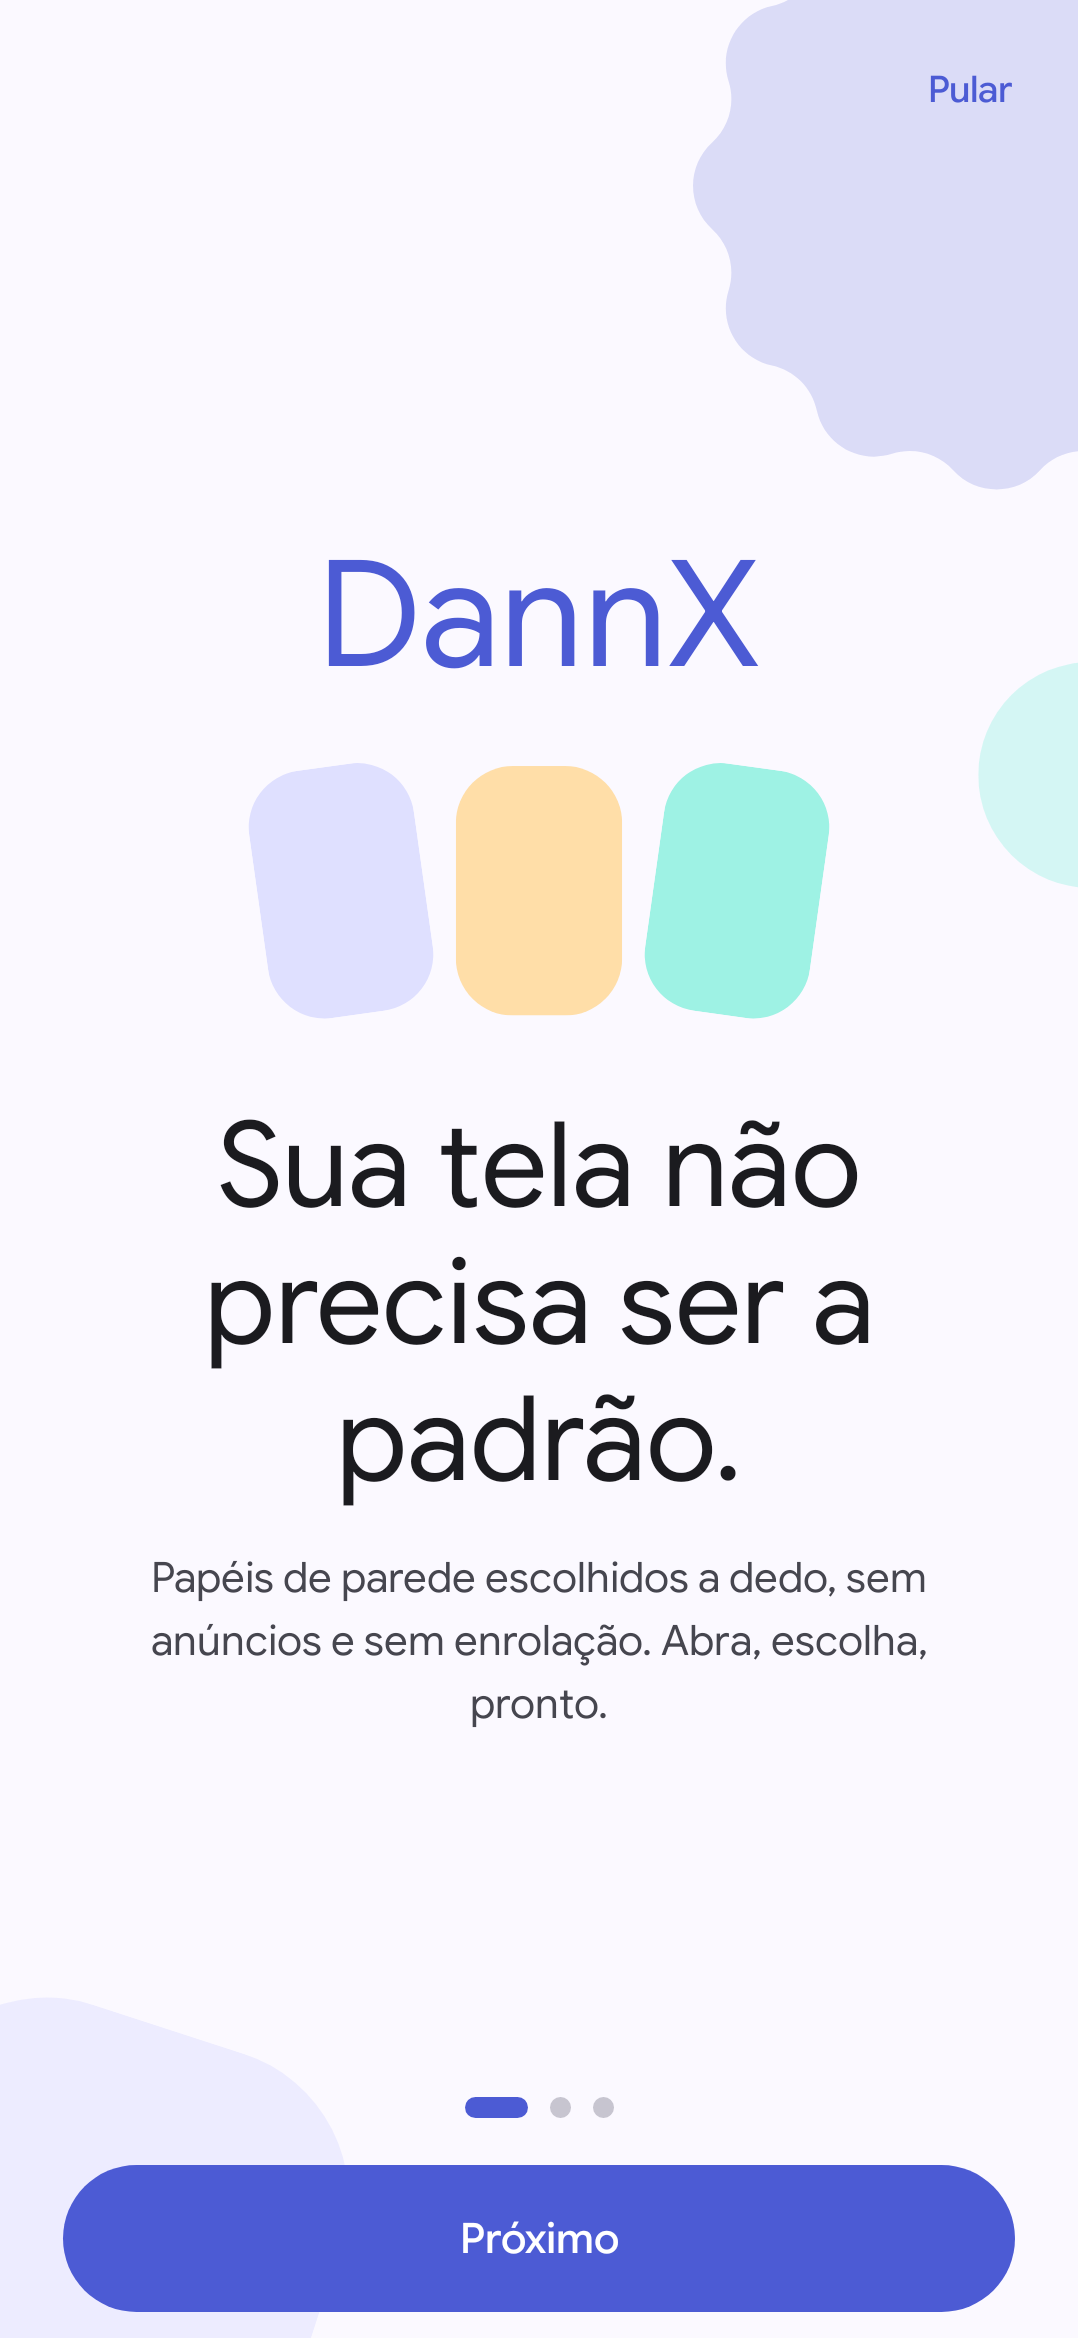 Pular
DannX
Sua tela não
precisa ser a
padrão.
Papéis de parede escolhidos a dedo, sem
anúncios e sem enrolação. Abra, escolha,
pronto.
Próximo